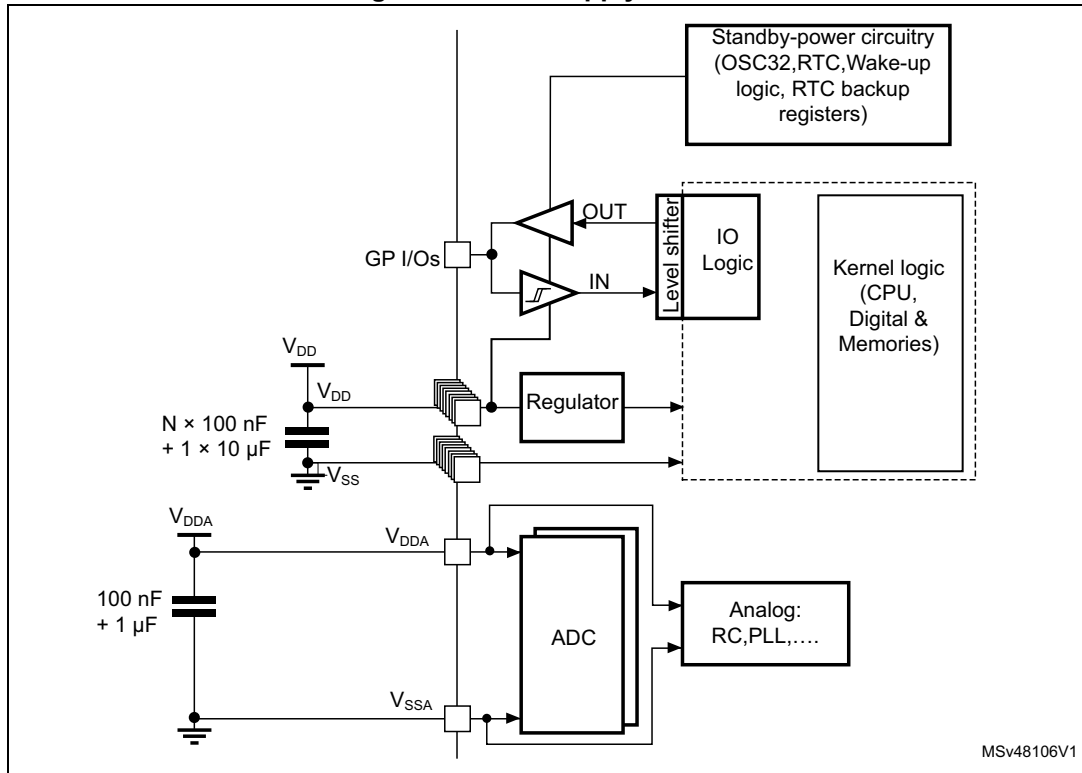 Standby-power circuitry
(OSC32,RTC,Wake-up
logic, RTC backup
registers)
OUT
GP I/Os
IN
Level shifter
IO
Logic
Kernel logic
(CPU,
Digital &
Memories)
VDD
VDD
N × 100 nF
+ 1 × 10 µF
Regulator
VSS
VDDA
VDDA
100 nF
+ 1 µF
ADC
Analog:
RC,PLL,....
VSSA
MSv48106V1